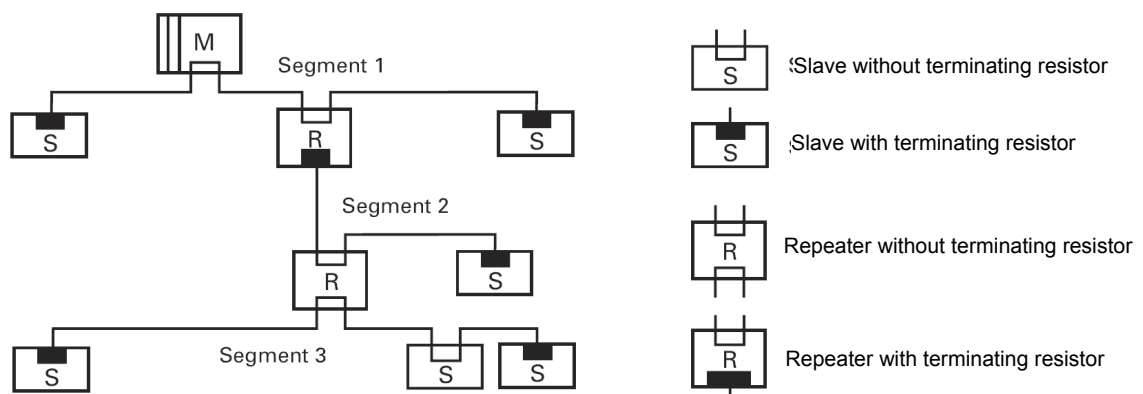 M
Segment 1
S
R
S
Segment 2
R
S
Segment 3
S
S
S
S
Slave without terminating resistor
S
Slave with terminating resistor
R
Repeater without terminating resistor
R
Repeater with terminating resistor